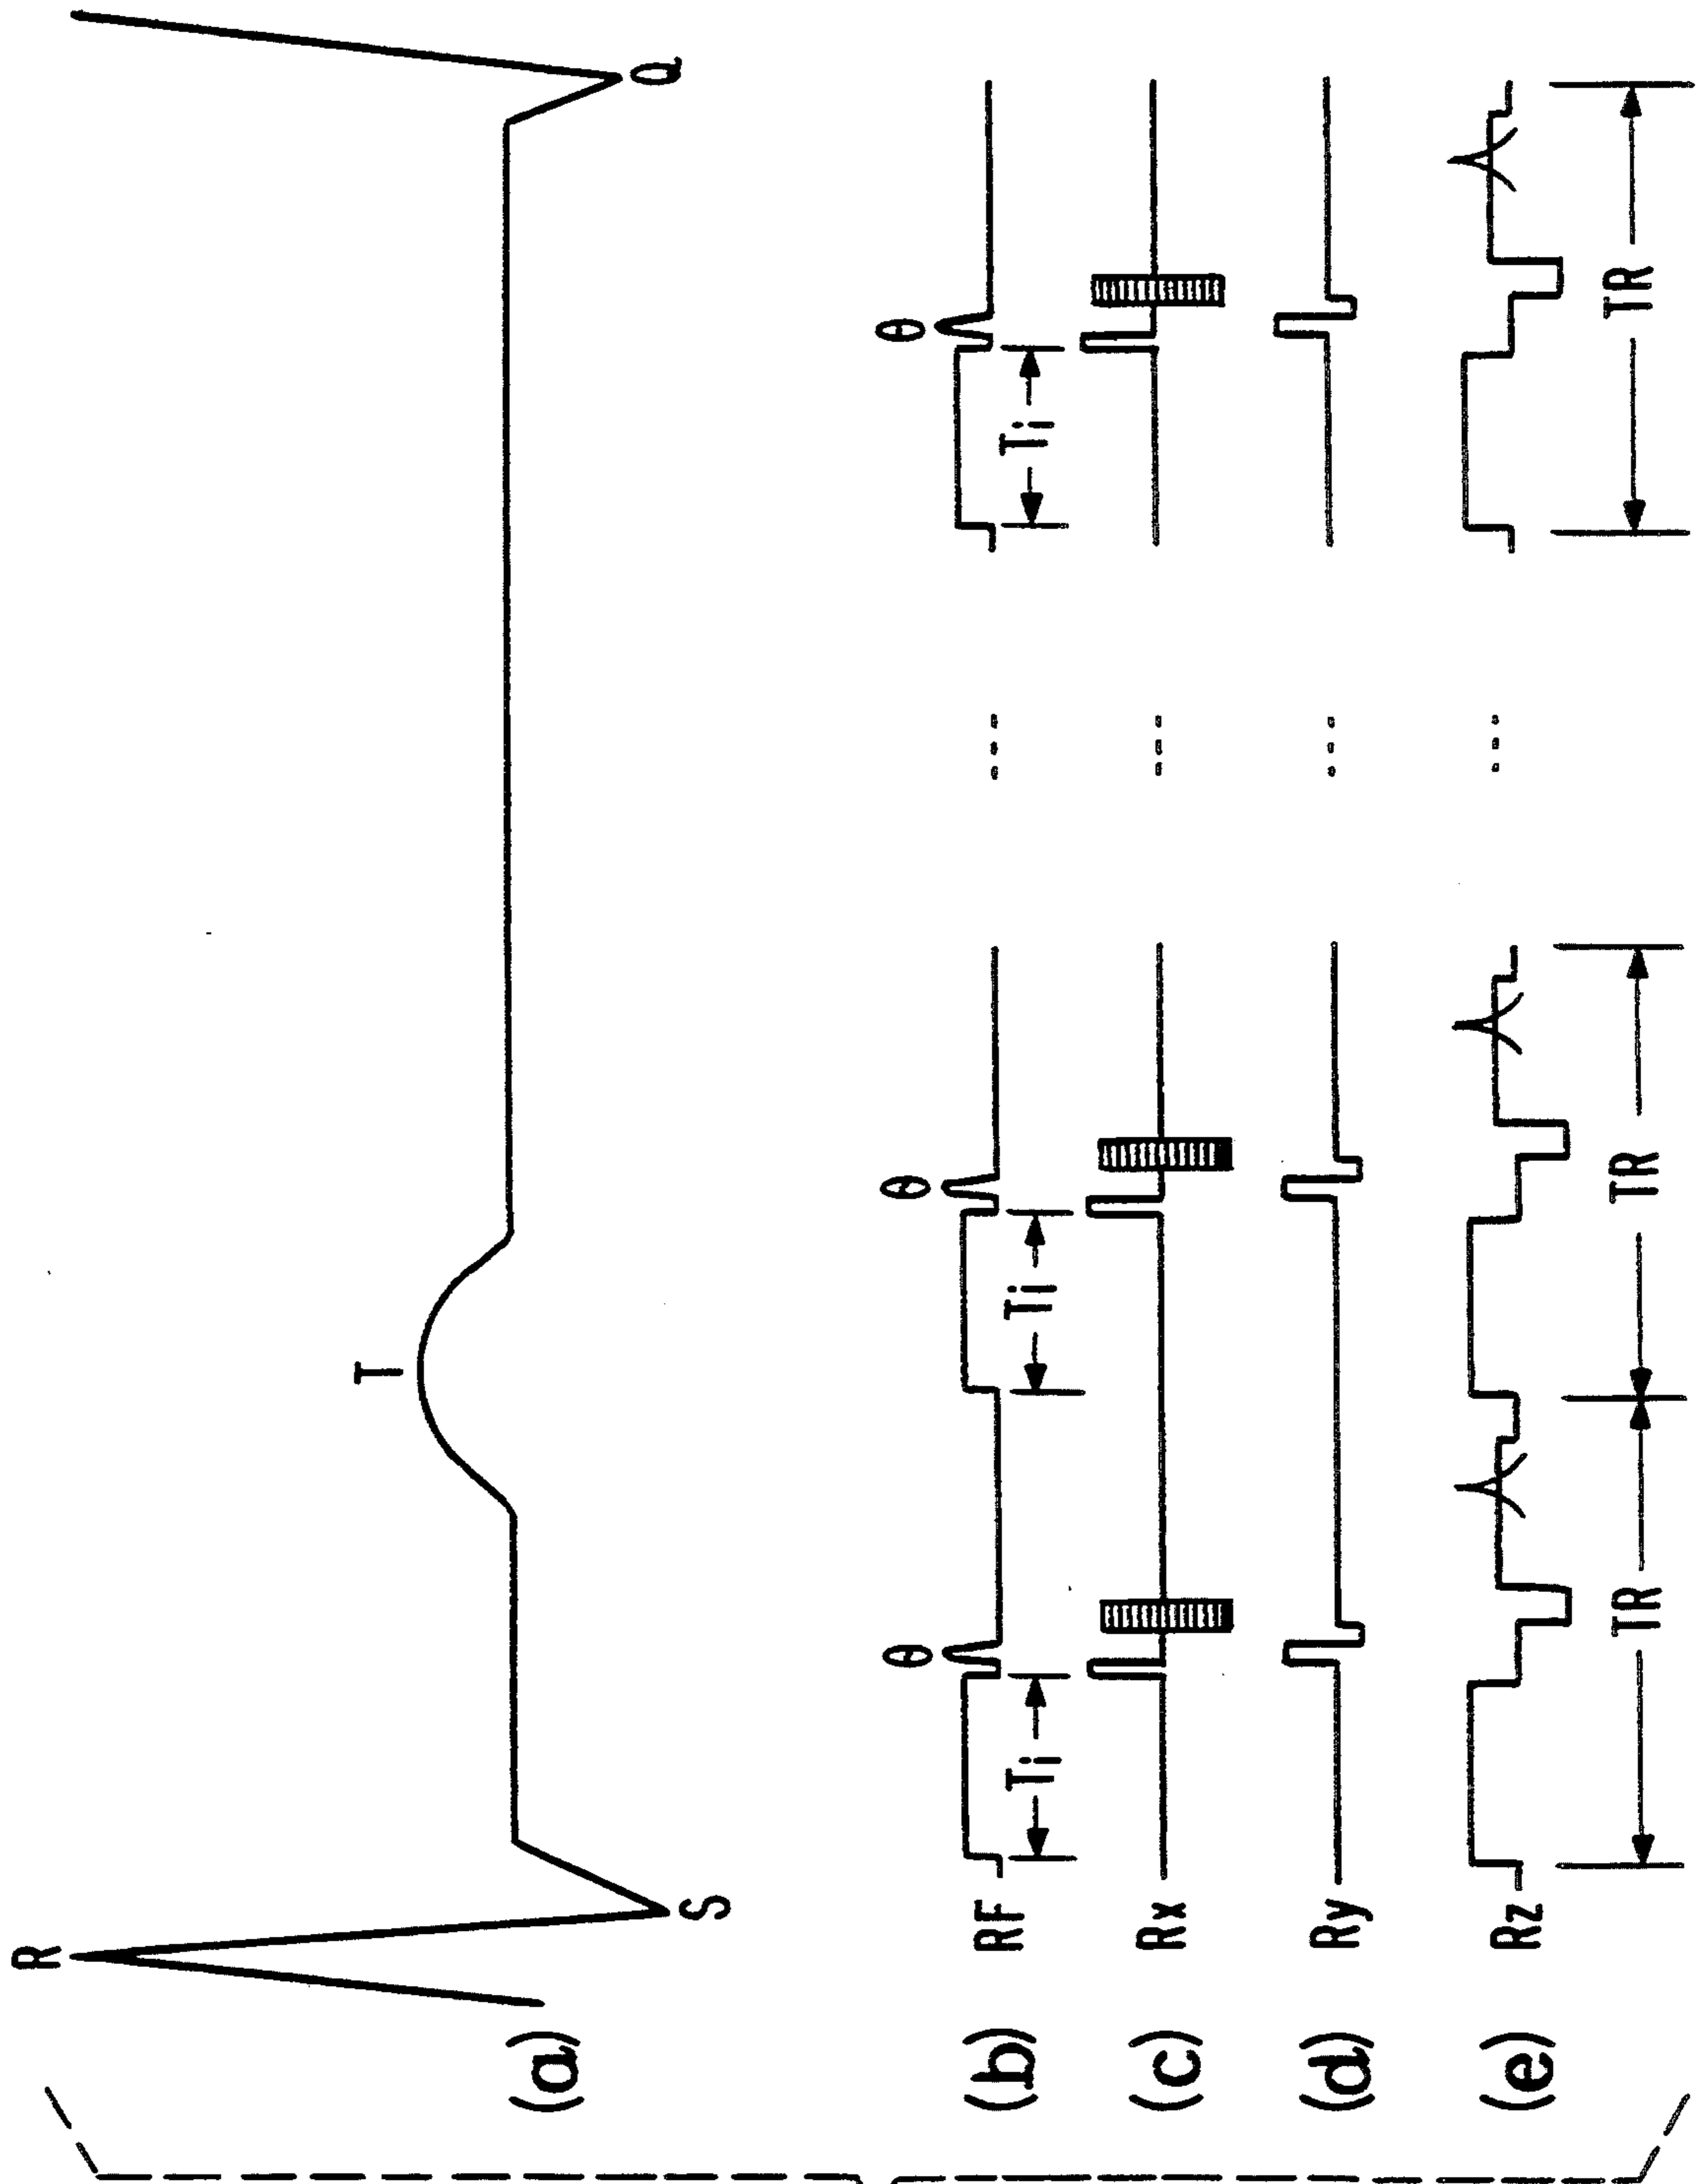 R
S
T
Q
(a)
(b) RF
θ θ θ
Ti Ti Ti
(c) Rx
(d) Ry
(e) Rz
TR TR TR